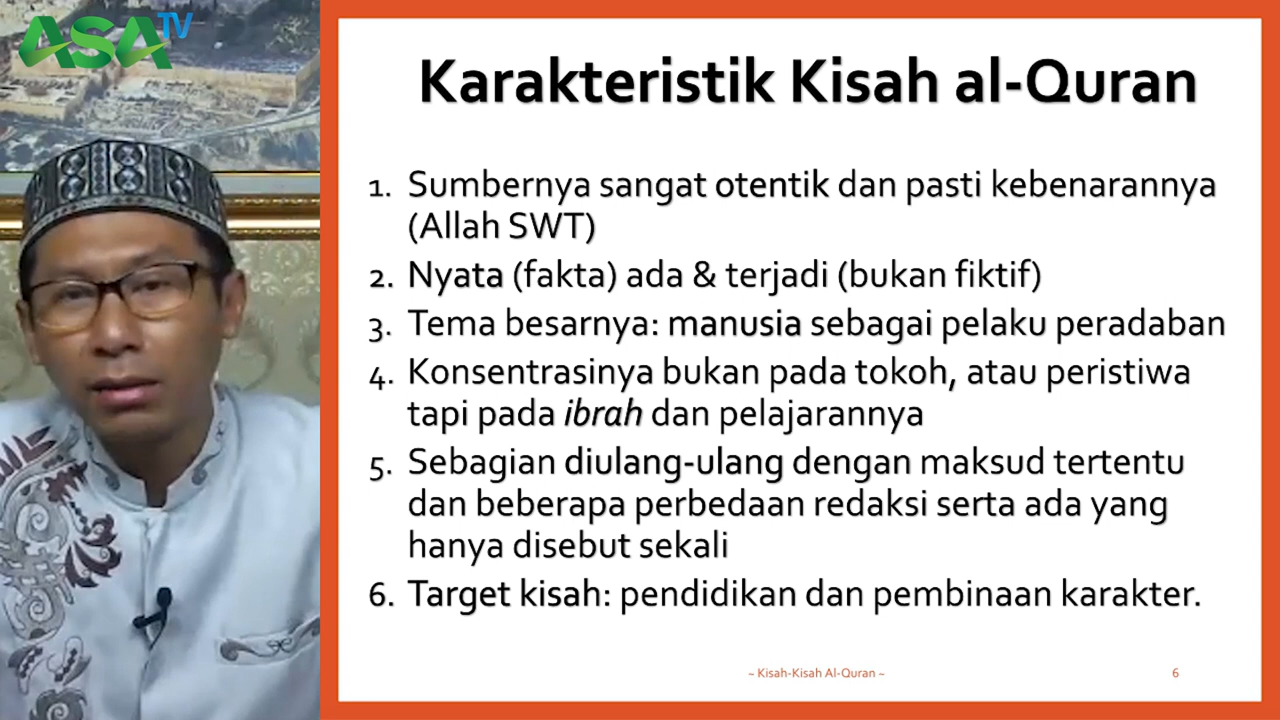 ASA TV
Karakteristik Kisah al-Quran
1. Sumbernya sangat otentik dan pasti kebenarannya
(Allah SWT)
2. Nyata (fakta) ada & terjadi (bukan fiktif)
3. Tema besarnya: manusia sebagai pelaku peradaban
4. Konsentrasinya bukan pada tokoh, atau peristiwa
tapi pada ibrah dan pelajarannya
5. Sebagian diulang-ulang dengan maksud tertentu
dan beberapa perbedaan redaksi serta ada yang
hanya disebut sekali
6. Target kisah: pendidikan dan pembinaan karakter.
~ Kisah-Kisah Al-Quran ~
6